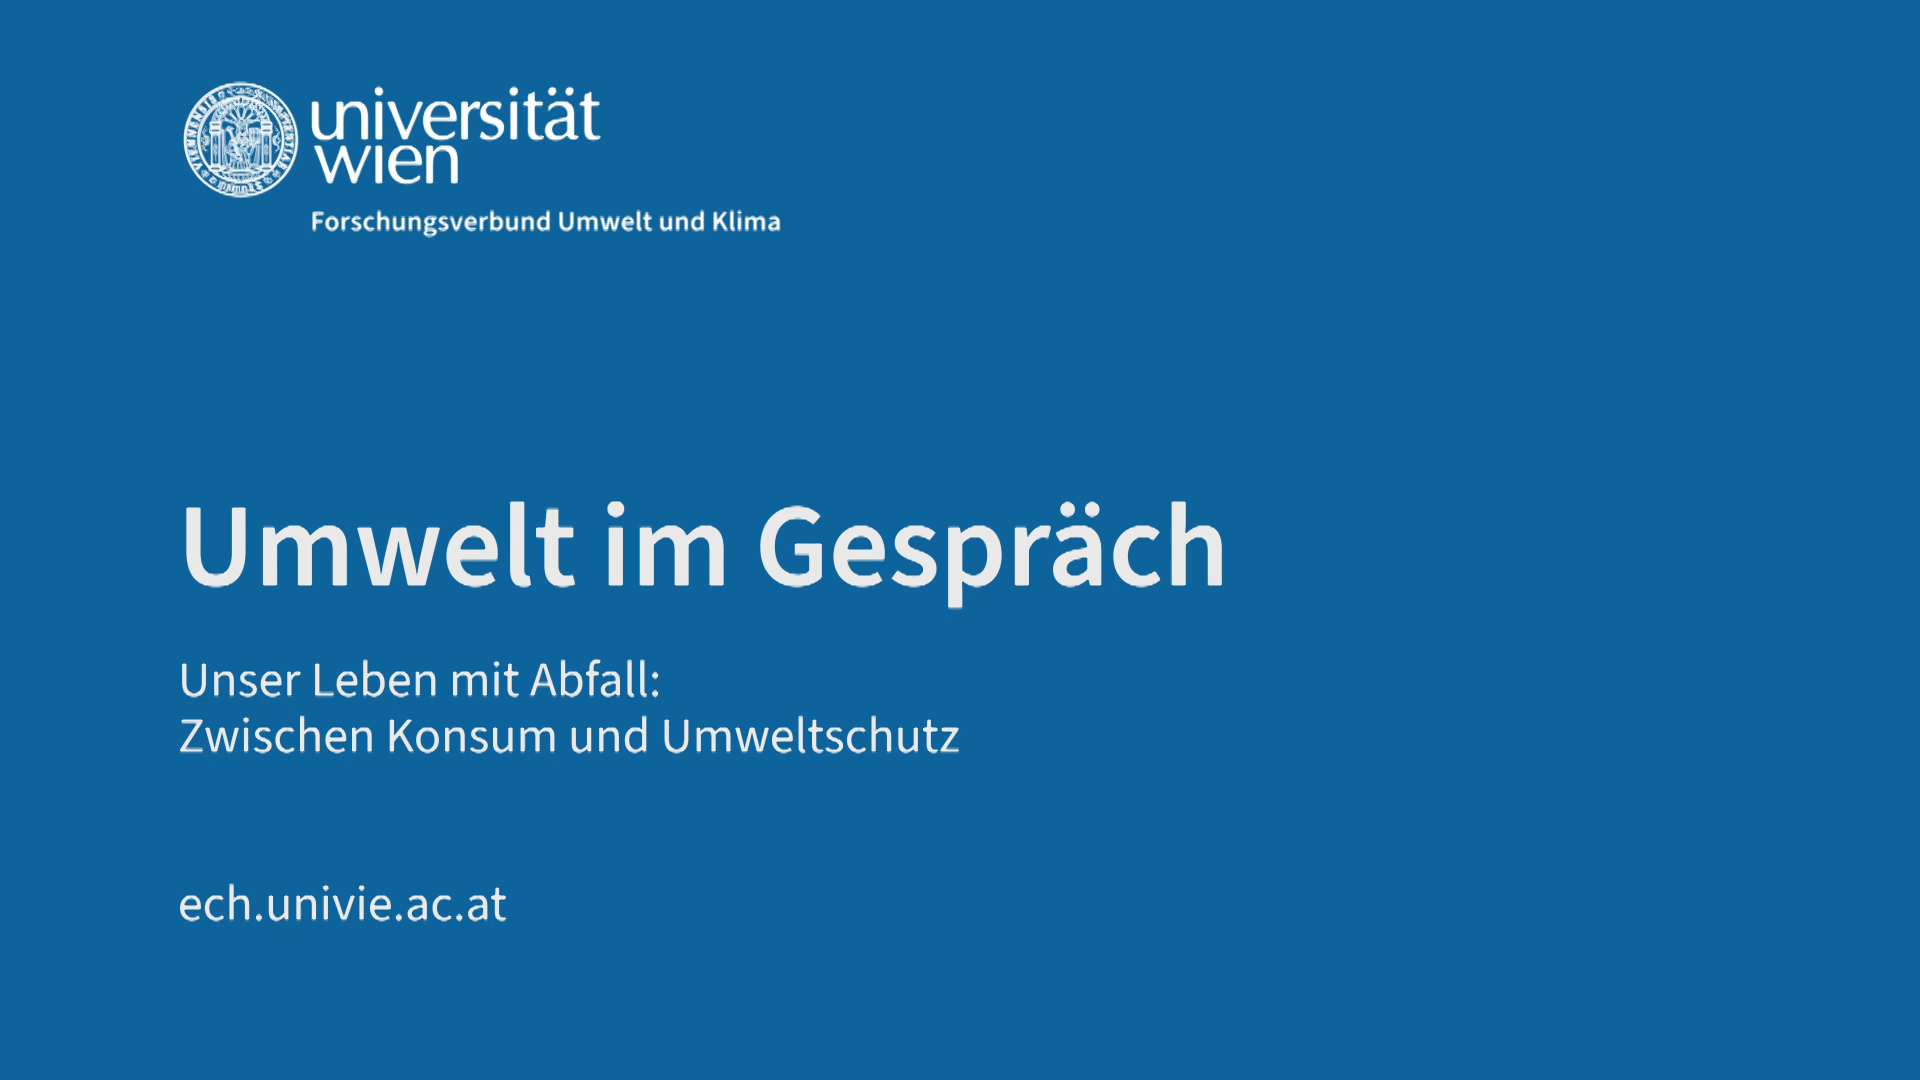 universität
wien
Forschungsverbund Umwelt und Klima
Umwelt im Gespräch
Unser Leben mit Abfall:
Zwischen Konsum und Umweltschutz
ech.univie.ac.at